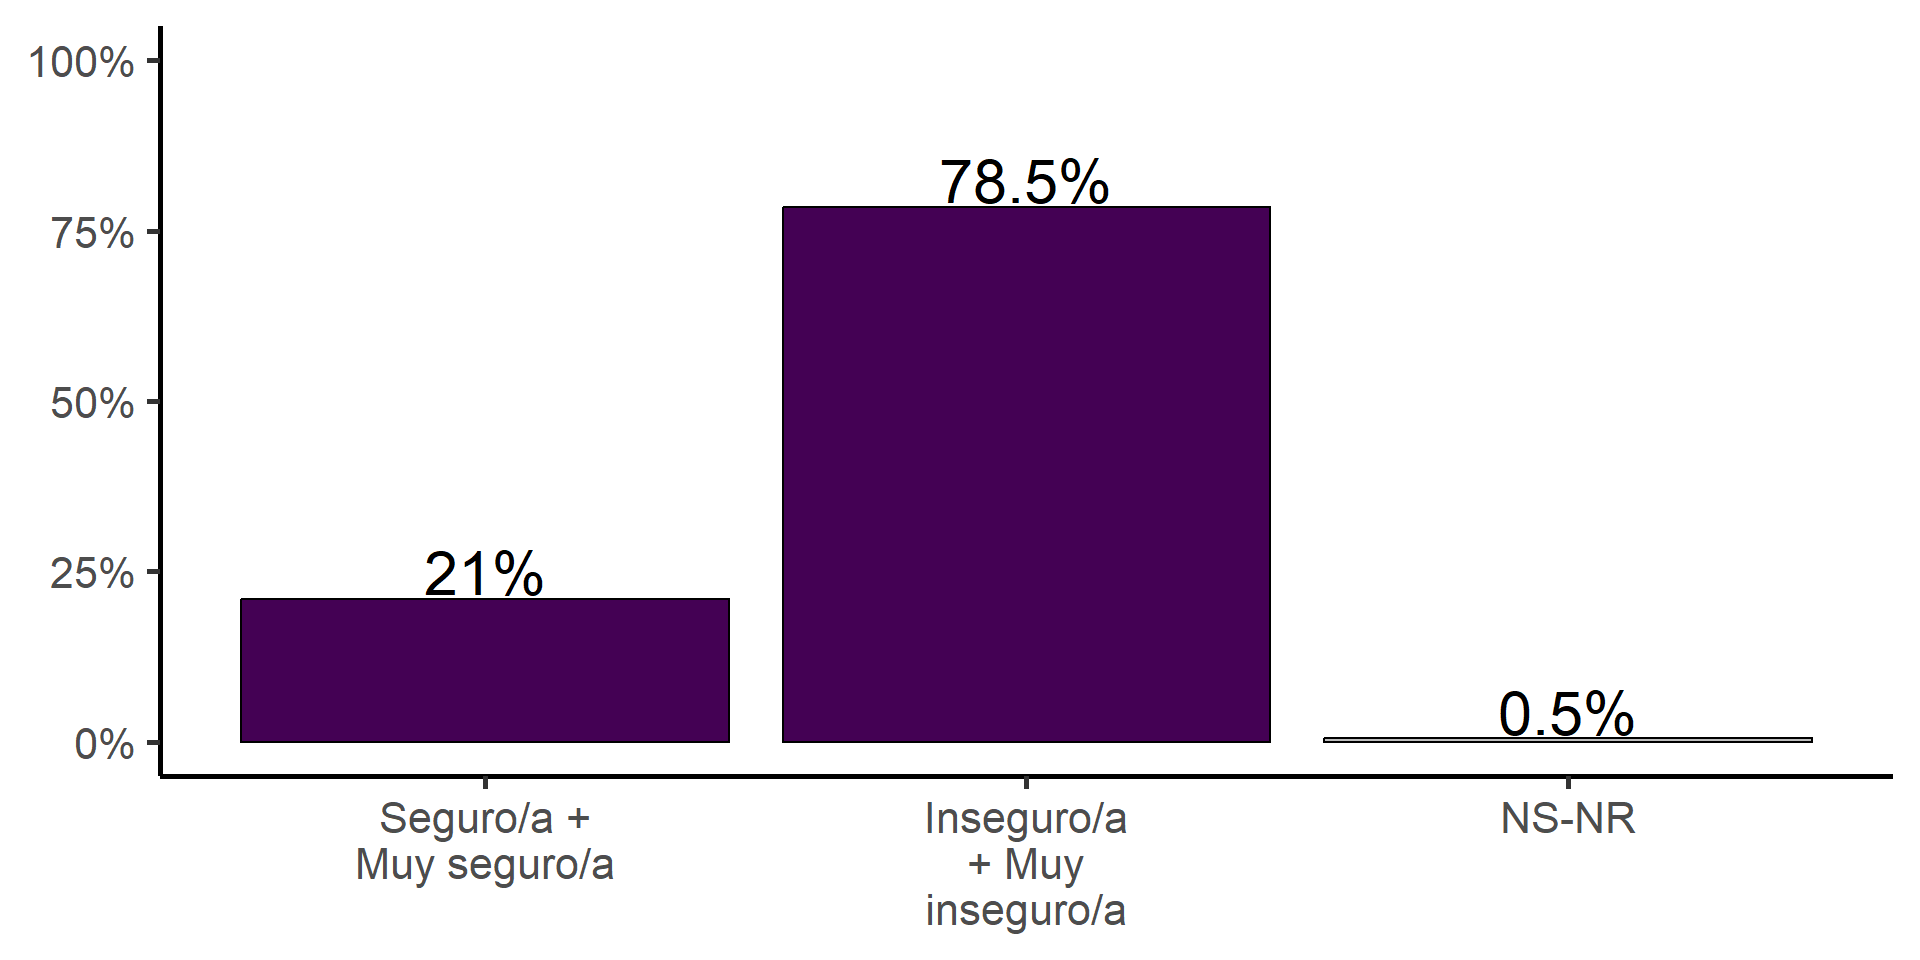 100%
75%
50%
25%
0%
21%
78.5%
0.5%
Seguro/a +
Muy seguro/a
Inseguro/a
+ Muy
inseguro/a
NS-NR